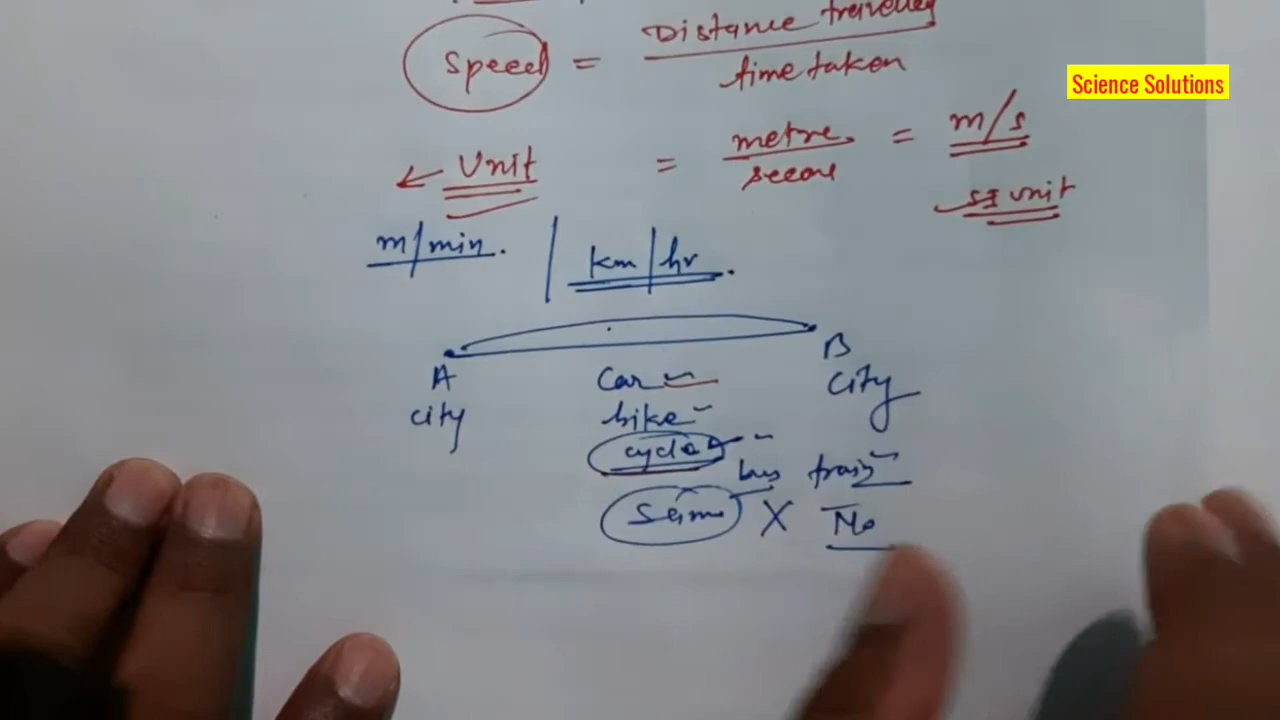 Speed = Distance travelled / time taken
Science Solutions
← Unit = metre / second = m/s
SI unit
m/min. | km/hr.
A city
B city
Car
bike
cycle
bus train
Same X No